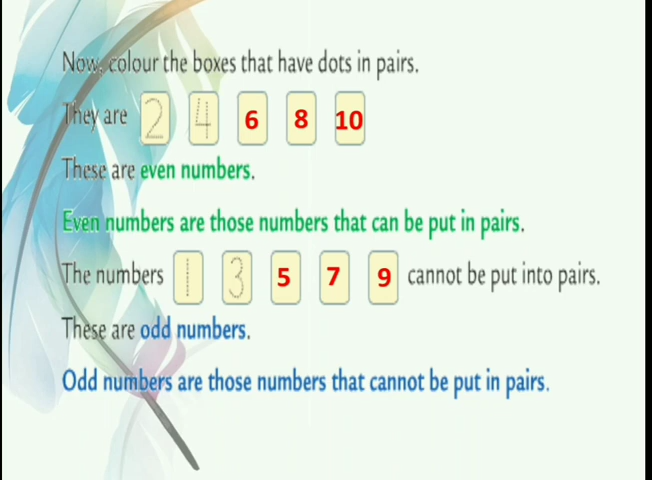 Now, colour the boxes that have dots in pairs.
They are 2 4 6 8 10
These are even numbers.
Even numbers are those numbers that can be put in pairs.
The numbers 1 3 5 7 9 cannot be put into pairs.
These are odd numbers.
Odd numbers are those numbers that cannot be put in pairs.